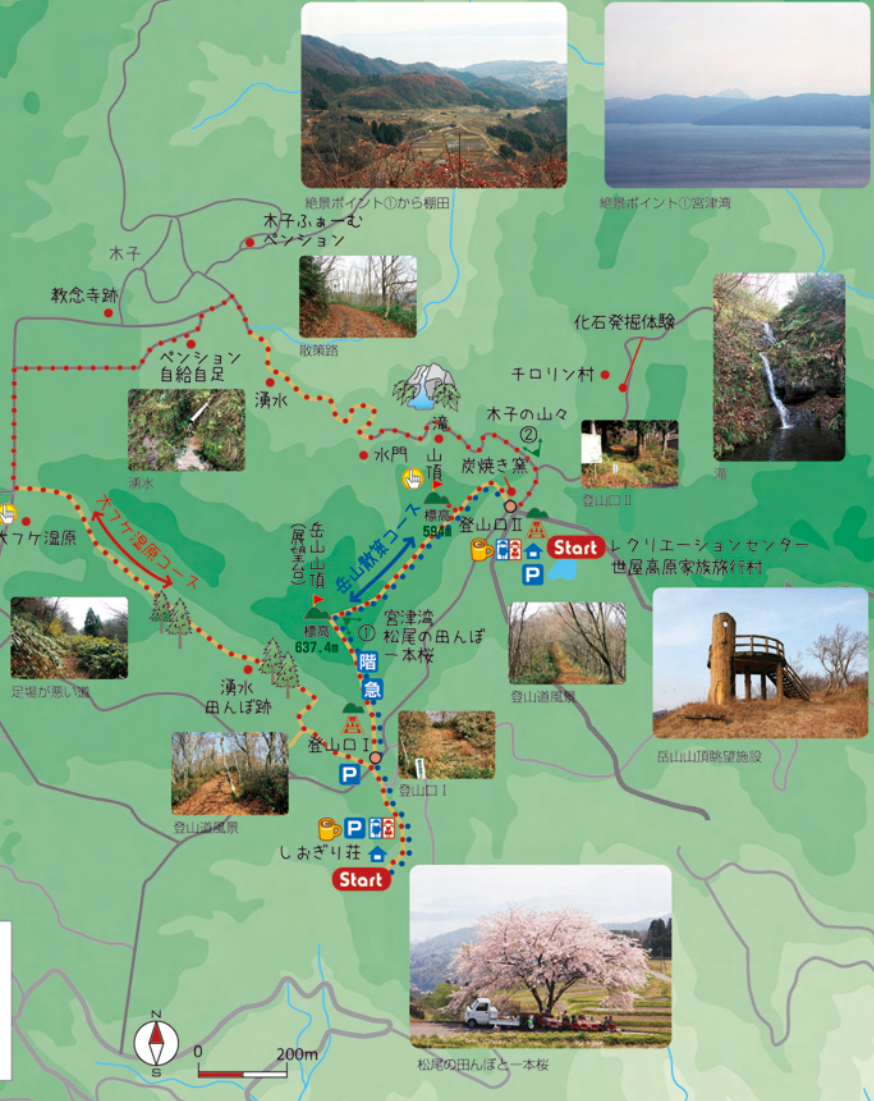 絶景ポイント①から棚田
絶景ポイント①宮津湾
木子ふぁーむ
ペンション
木子
教念寺跡
散策路
化石発掘体験
ペンション
自給自足
チロリン村
湧水
滝
木子の山々
②
水門
山頂
炭焼き窯
湧水
登山口Ⅱ
滝
標高
594m
登山口Ⅱ
大フケ湿原
大フケ湿原コース
岳山山頂
(展望台)
岳山散策コース
Start
レクリエーションセンター
世屋高原家族旅行村
P
標高
637.4m
①
宮津湾
松尾の田んぼ
一本桜
階
急
足場が悪い道
湧水
田んぼ跡
登山道風景
岳山山頂眺望施設
登山口Ⅰ
P
登山口Ⅰ
登山道風景
P
しおぎり荘
Start
N
S
0
200m
松尾の田んぼと一本桜